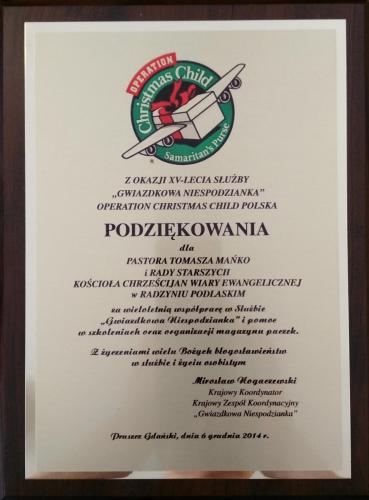 OPERATION
Christmas Child
Samaritan's Purse
®
Z OKAZJI XV-LECIA SŁUŻBY
„GWIAZDKOWA NIESPODZIANKA”
OPERATION CHRISTMAS CHILD POLSKA
PODZIĘKOWANIA
dla
PASTORA TOMASZA MAŃKO
i RADY STARSZYCH
KOŚCIOŁA CHRZEŚCIJAN WIARY EWANGELICZNEJ
w RADZYNIU PODLASKIM
za wieloletnią współpracę w Służbie
„Gwiazdkowa Niespodzianka” i pomoc
w szkoleniach oraz organizacji magazynu paczek.
Z życzeniami wielu Bożych błogosławieństw
w służbie i życiu osobistym
Mirosław Nogaczewski
Krajowy Koordynator
Krajowy Zespół Koordynacyjny
„Gwiazdkowa Niespodzianka”
Pruszcz Gdański, dnia 6 grudnia 2014 r.